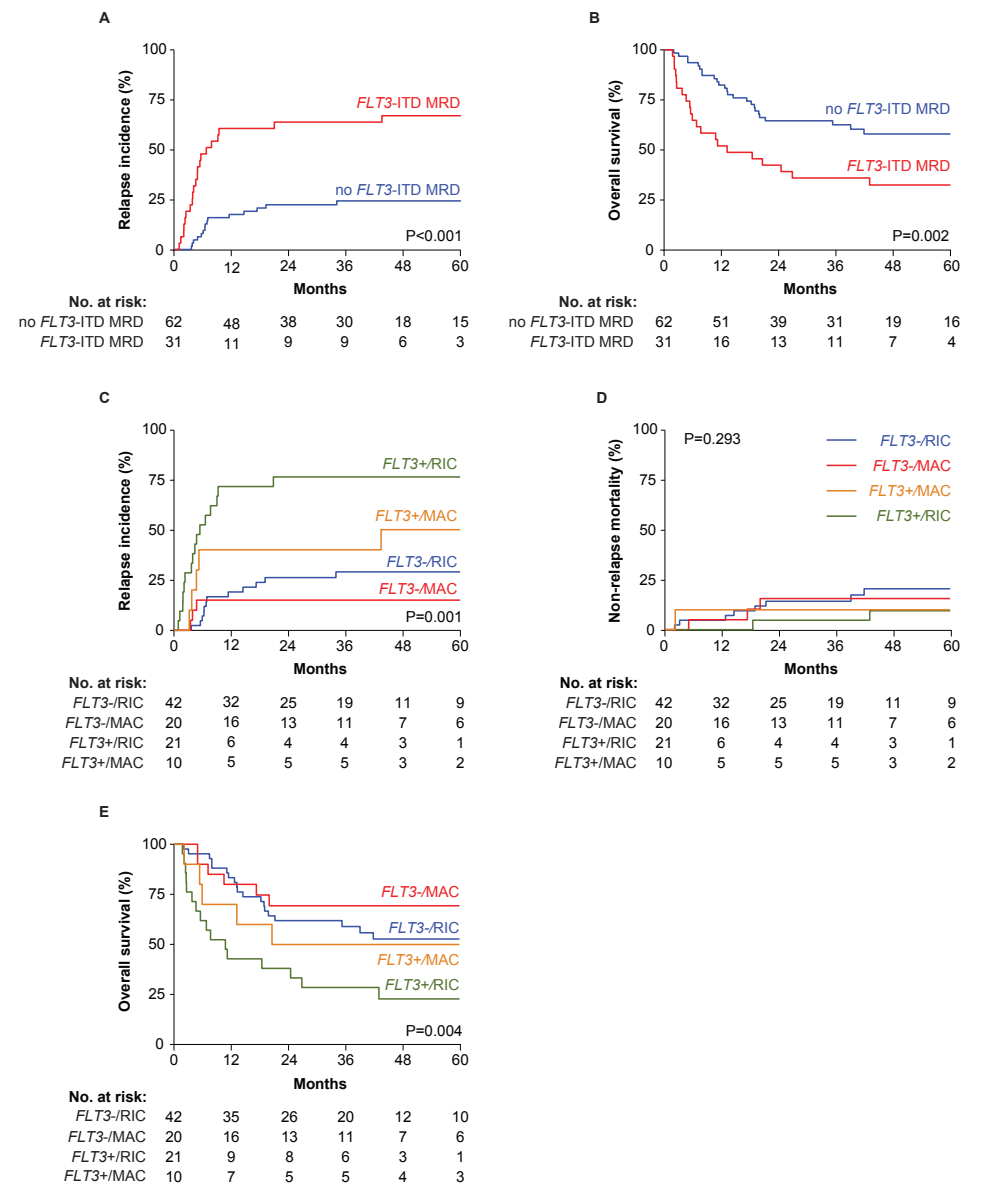 A
Relapse incidence (%)
100
75
50
25
0
FLT3-ITD MRD
no FLT3-ITD MRD
P<0.001
0 12 24 36 48 60
Months
No. at risk:
no FLT3-ITD MRD 62 48 38 30 18 15
FLT3-ITD MRD 31 11 9 9 6 3
B
Overall survival (%)
100
75
50
25
0
no FLT3-ITD MRD
FLT3-ITD MRD
P=0.002
0 12 24 36 48 60
Months
No. at risk:
no FLT3-ITD MRD 62 51 39 31 19 16
FLT3-ITD MRD 31 16 13 11 7 4
C
Relapse incidence (%)
100
75
50
25
0
FLT3+/RIC
FLT3+/MAC
FLT3-/RIC
FLT3-/MAC
P=0.001
0 12 24 36 48 60
Months
No. at risk:
FLT3-/RIC 42 32 25 19 11 9
FLT3-/MAC 20 16 13 11 7 6
FLT3+/RIC 21 6 4 4 3 1
FLT3+/MAC 10 5 5 5 3 2
D
Non-relapse mortality (%)
100
75
50
25
0
P=0.293
FLT3-/RIC
FLT3-/MAC
FLT3+/MAC
FLT3+/RIC
0 12 24 36 48 60
Months
No. at risk:
FLT3-/RIC 42 32 25 19 11 9
FLT3-/MAC 20 16 13 11 7 6
FLT3+/RIC 21 6 4 4 3 1
FLT3+/MAC 10 5 5 5 3 2
E
Overall survival (%)
100
75
50
25
0
FLT3-/MAC
FLT3-/RIC
FLT3+/MAC
FLT3+/RIC
P=0.004
0 12 24 36 48 60
Months
No. at risk:
FLT3-/RIC 42 35 26 20 12 10
FLT3-/MAC 20 16 13 11 7 6
FLT3+/RIC 21 9 8 6 3 1
FLT3+/MAC 10 7 5 5 4 3